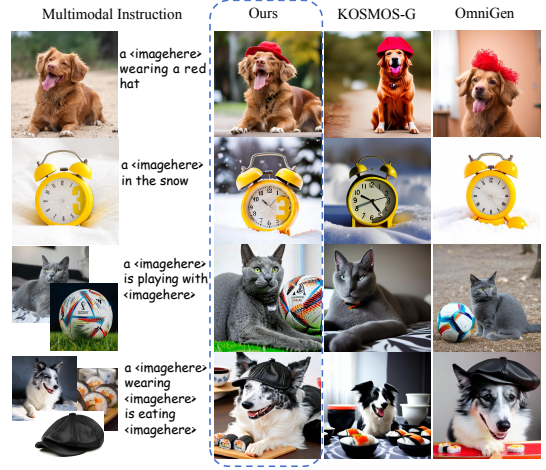 Multimodal Instruction
Ours
KOSMOS-G
OmniGen
a <imagehere>
wearing a red
hat
a <imagehere>
in the snow
a <imagehere>
is playing with
<imagehere>
a <imagehere>
wearing
<imagehere>
is eating
<imagehere>